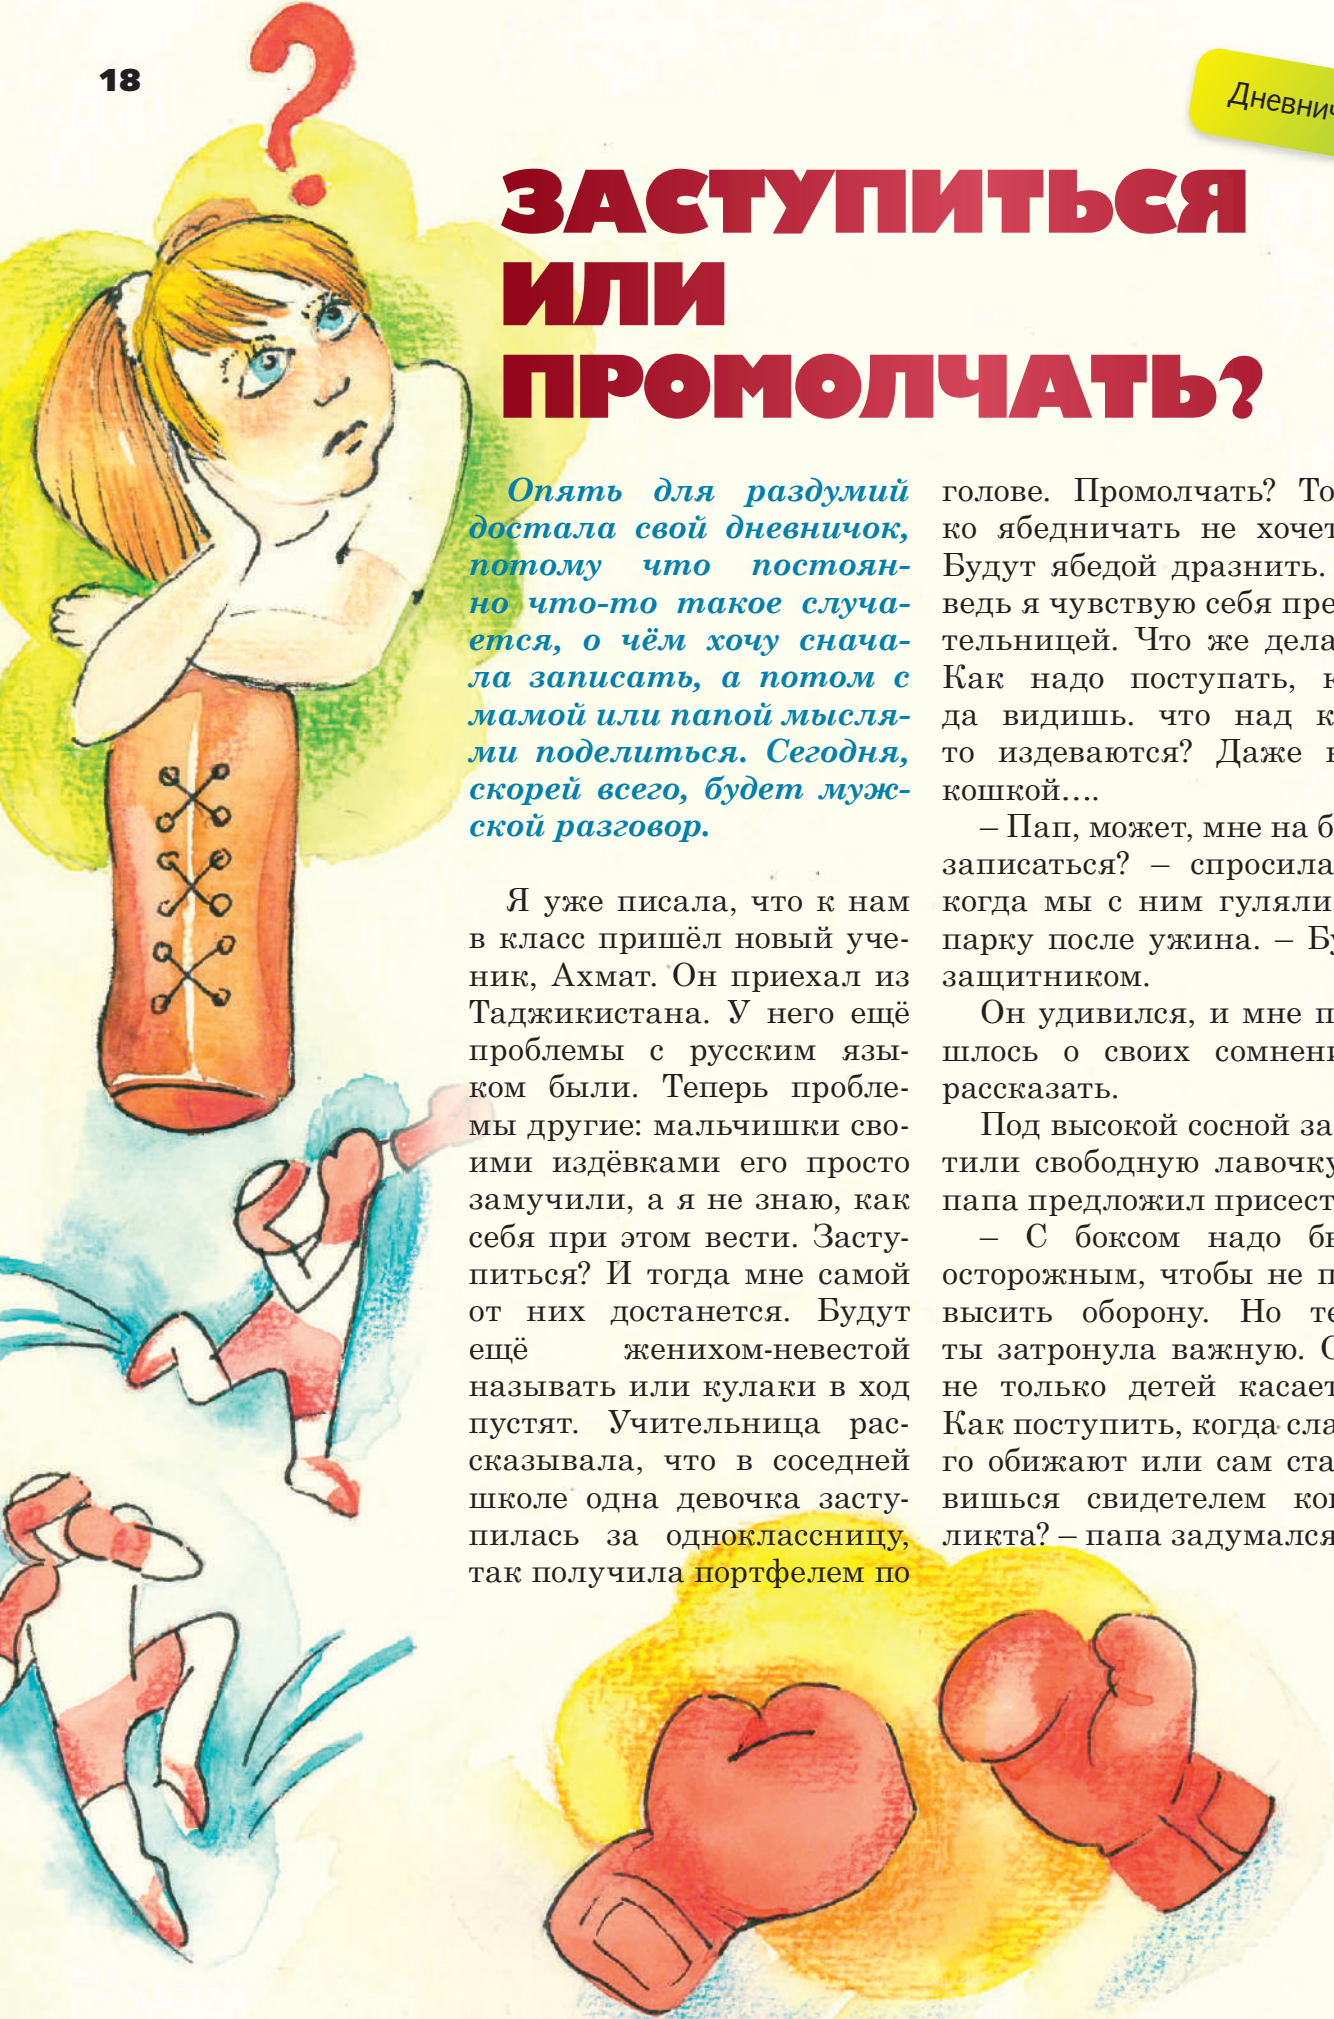 18
Дневнич
ЗАСТУПИТЬСЯ
ИЛИ
ПРОМОЛЧАТЬ?
Опять для раздумий
достала свой дневничок,
потому что постоян-
но что-то такое случа-
ется, о чём хочу снача-
ла записать, а потом с
мамой или папой мысля-
ми поделиться. Сегодня,
скорей всего, будет муж-
ской разговор.
Я уже писала, что к нам
в класс пришёл новый уче-
ник, Ахмат. Он приехал из
Таджикистана. У него ещё
проблемы с русским язы-
ком были. Теперь пробле-
мы другие: мальчишки сво-
ими издёвками его просто
замучили, а я не знаю, как
себя при этом вести. Засту-
питься? И тогда мне самой
от них достанется. Будут
ещё женихом-невестой
называть или кулаки в ход
пустят. Учительница рас-
сказывала, что в соседней
школе одна девочка засту-
пилась за одноклассницу,
так получила портфелем по
голове. Промолчать? То
ко ябедничать не хочет
Будут ябедой дразнить.
ведь я чувствую себя пре
тельницей. Что же дела
Как надо поступать, к
да видишь. что над к
то издеваются? Даже
кошкой….
– Пап, может, мне на б
записаться? – спросила
когда мы с ним гуляли
парку после ужина. – Бу
защитником.
Он удивился, и мне п
шлось о своих сомнени
рассказать.
Под высокой сосной за
тили свободную лавочку
папа предложил присест
– С боксом надо бы
осторожным, чтобы не п
высить оборону. Но те
ты затронула важную. О
не только детей касает
Как поступить, когда сла
го обижают или сам ста
вишься свидетелем кон
ликта? – папа задумался